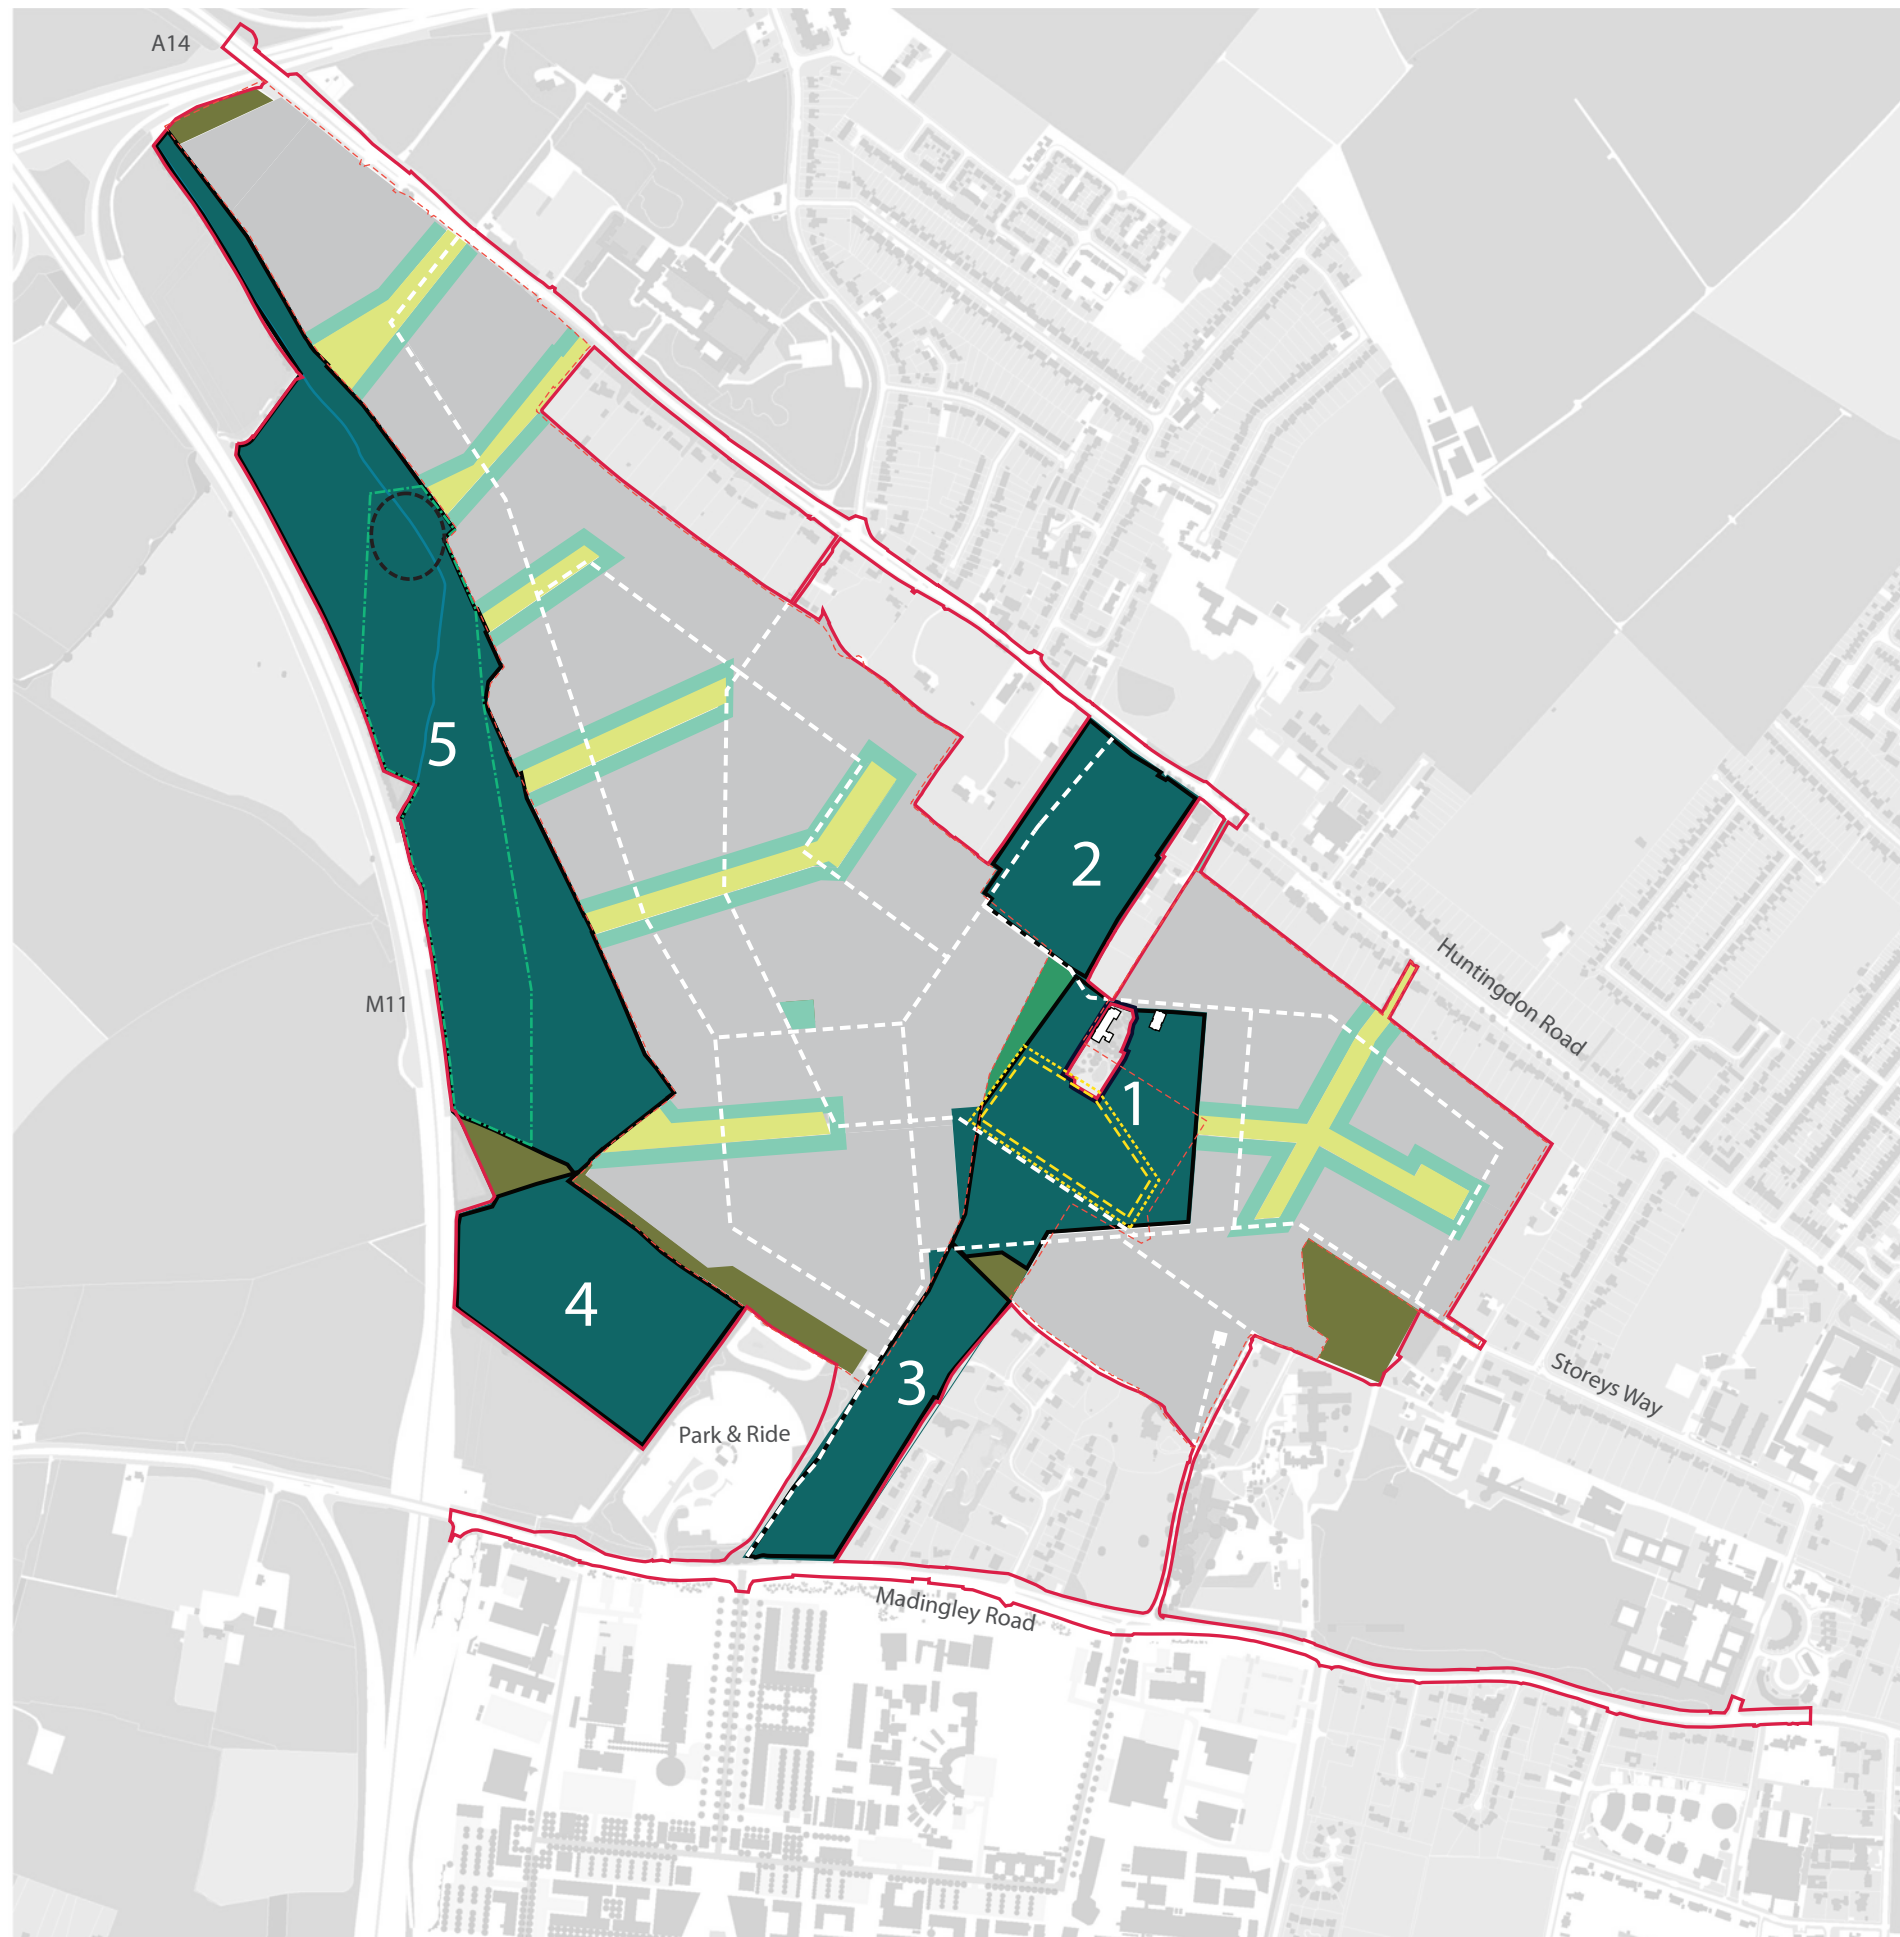 A14
5
2
M11
Huntingdon Road
1
4
3
Storeys Way
Park & Ride
Madingley Road